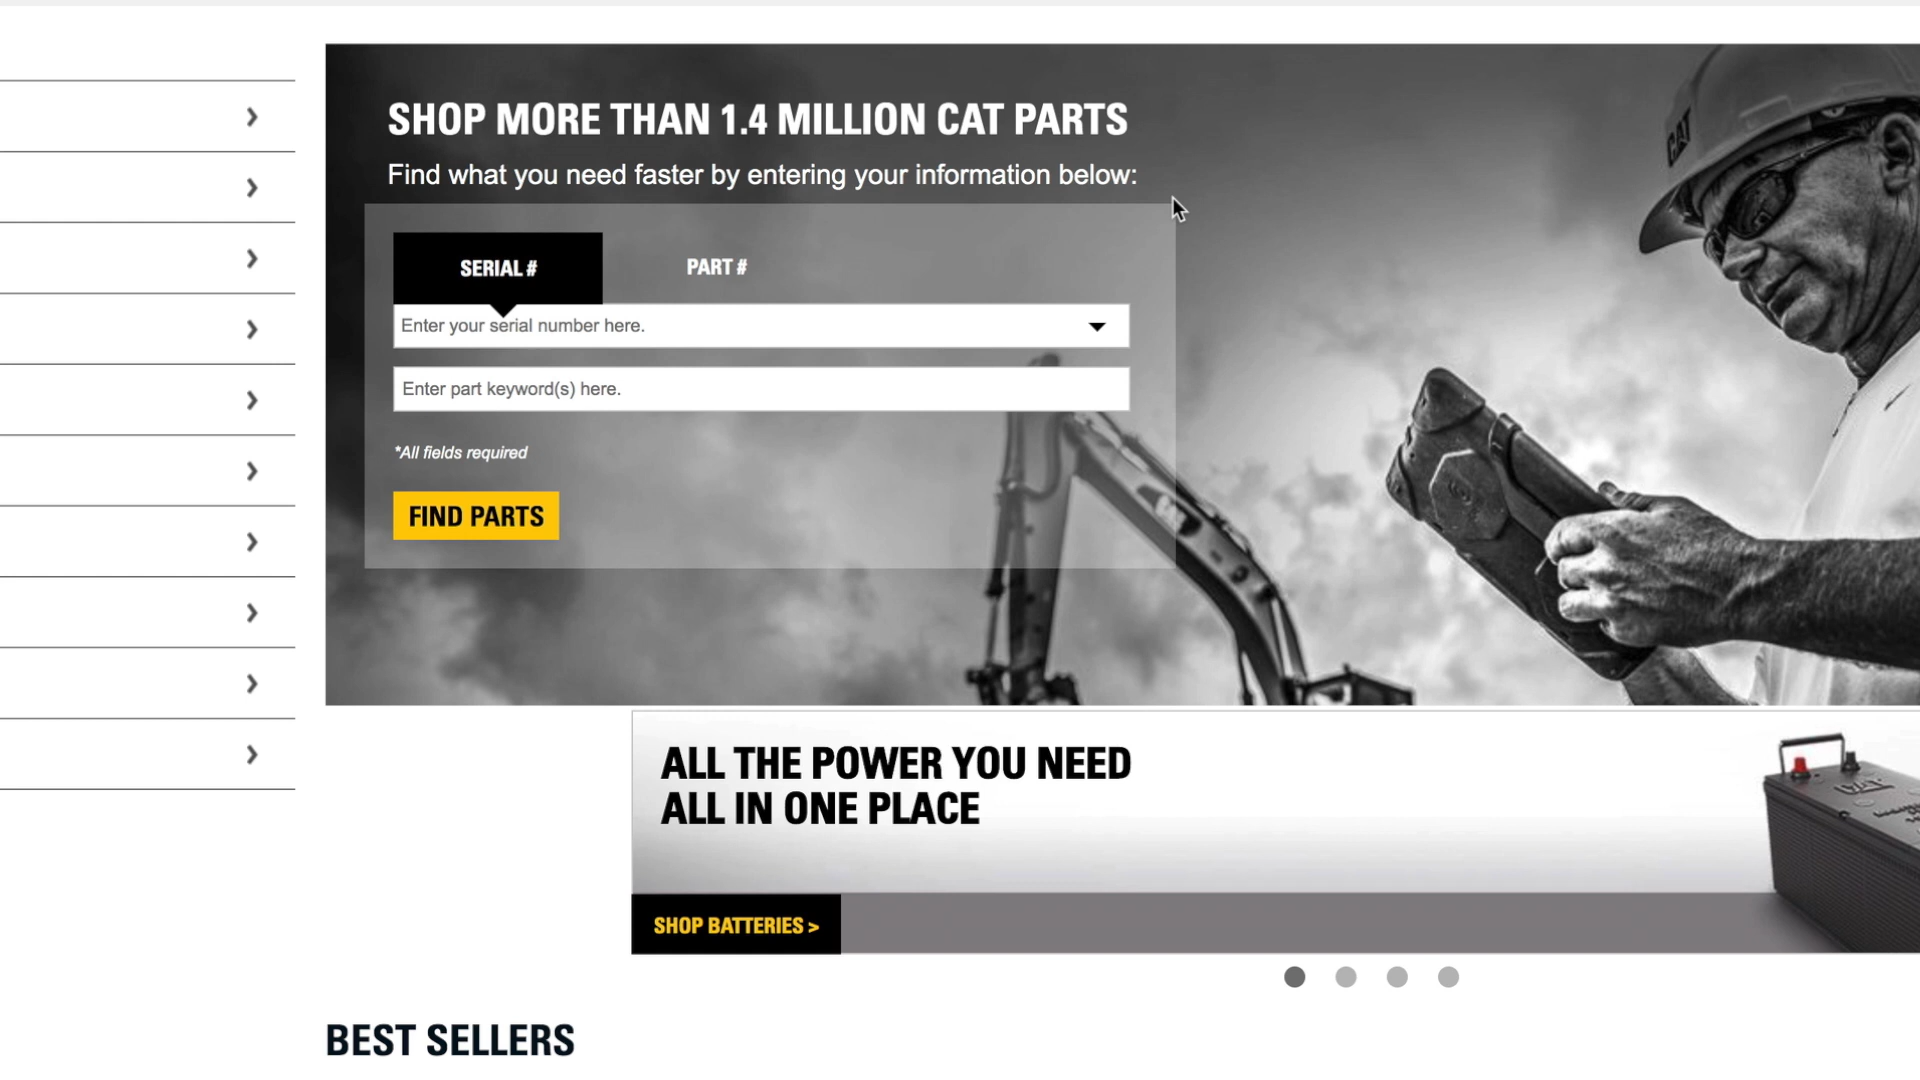 SHOP MORE THAN 1.4 MILLION CAT PARTS
Find what you need faster by entering your information below:
SERIAL #
PART #
Enter your serial number here.
Enter part keyword(s) here.
*All fields required
FIND PARTS
CAT
ALL THE POWER YOU NEED
ALL IN ONE PLACE
CAT
SHOP BATTERIES >
BEST SELLERS